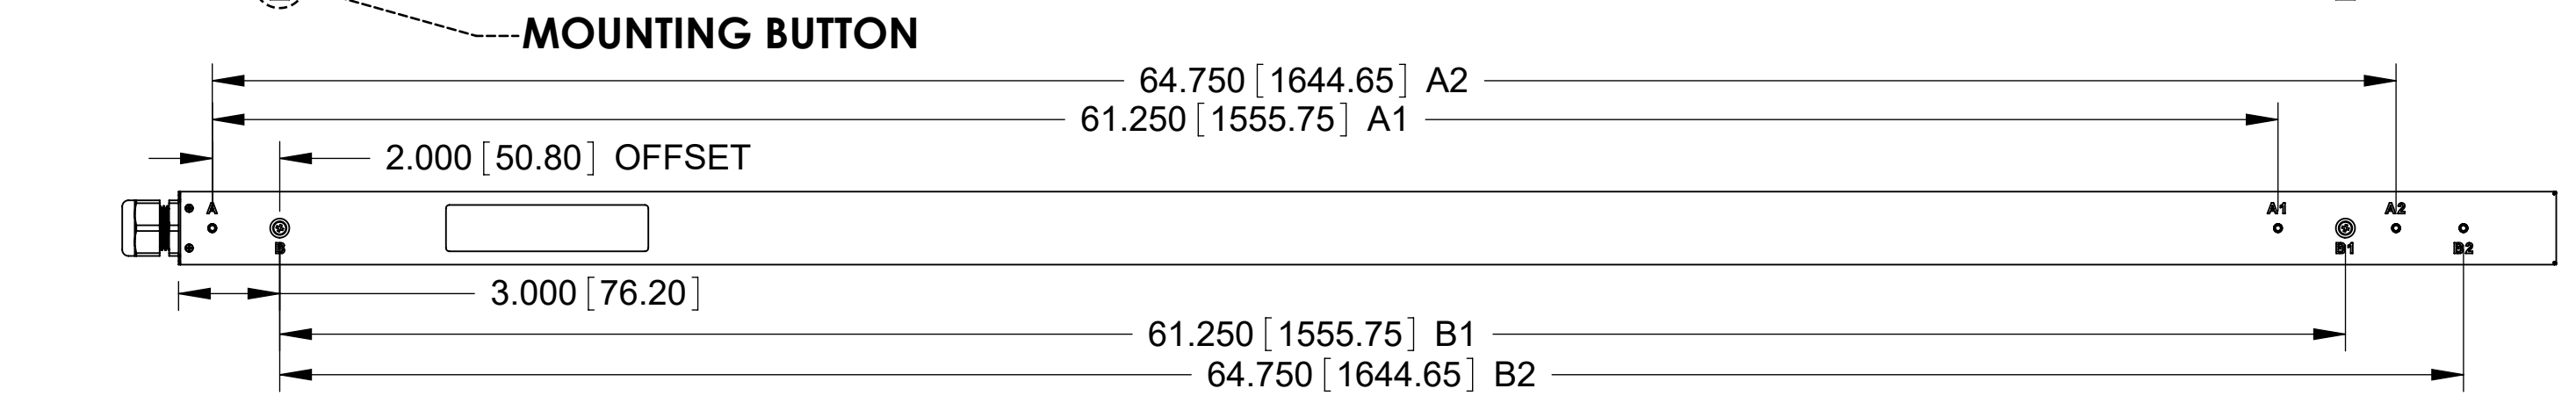 MOUNTING BUTTON
64.750 [1644.65] A2
61.250 [1555.75] A1
2.000 [50.80] OFFSET
A
A1
A2
B
B1
B2
3.000 [76.20]
61.250 [1555.75] B1
64.750 [1644.65] B2